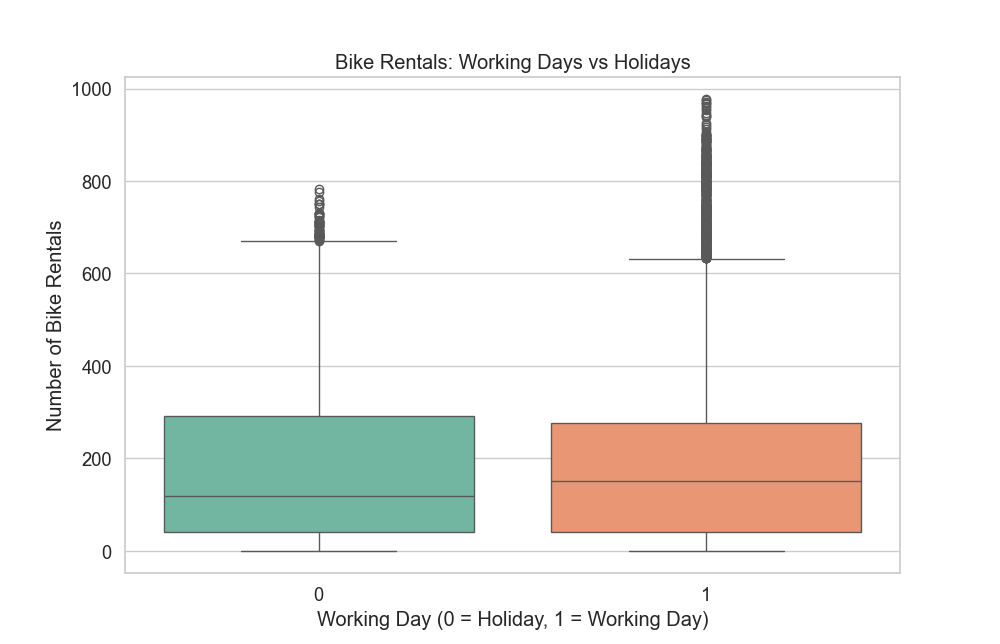 Bike Rentals: Working Days vs Holidays
Number of Bike Rentals
1000
800
600
400
200
0
0
1
Working Day (0 = Holiday, 1 = Working Day)